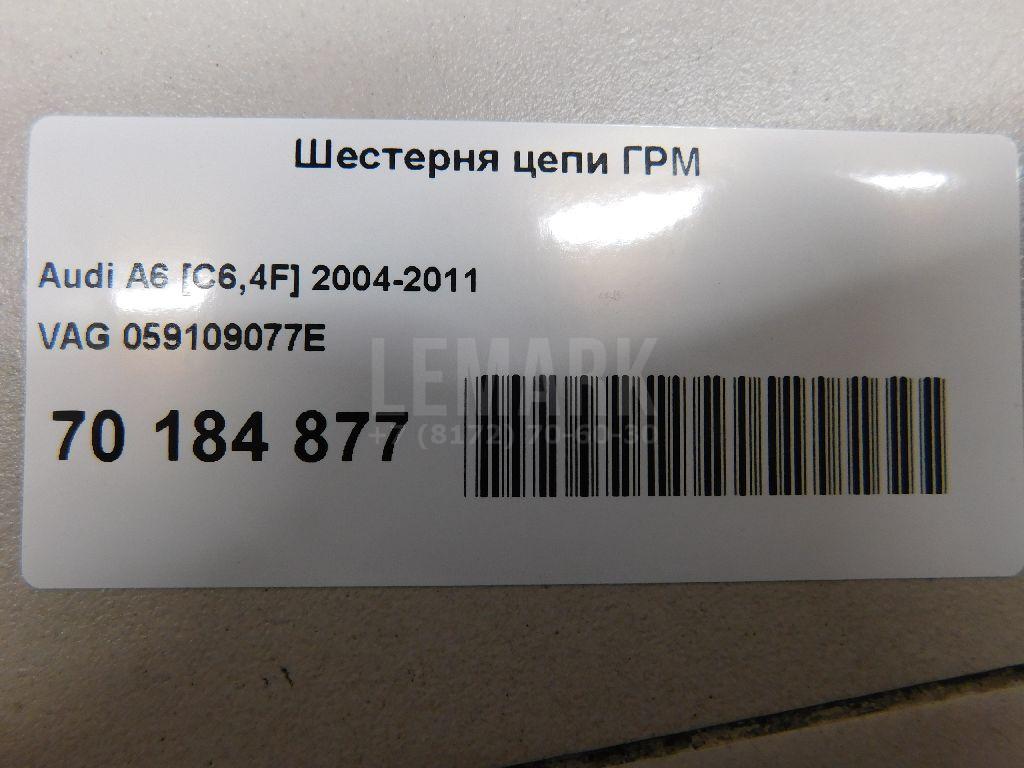 Шестерня цепи ГРМ
Audi A6 [C6,4F] 2004-2011
VAG 059109077E
LEMARK
70 184 877
+7 (8172) 70-60-30